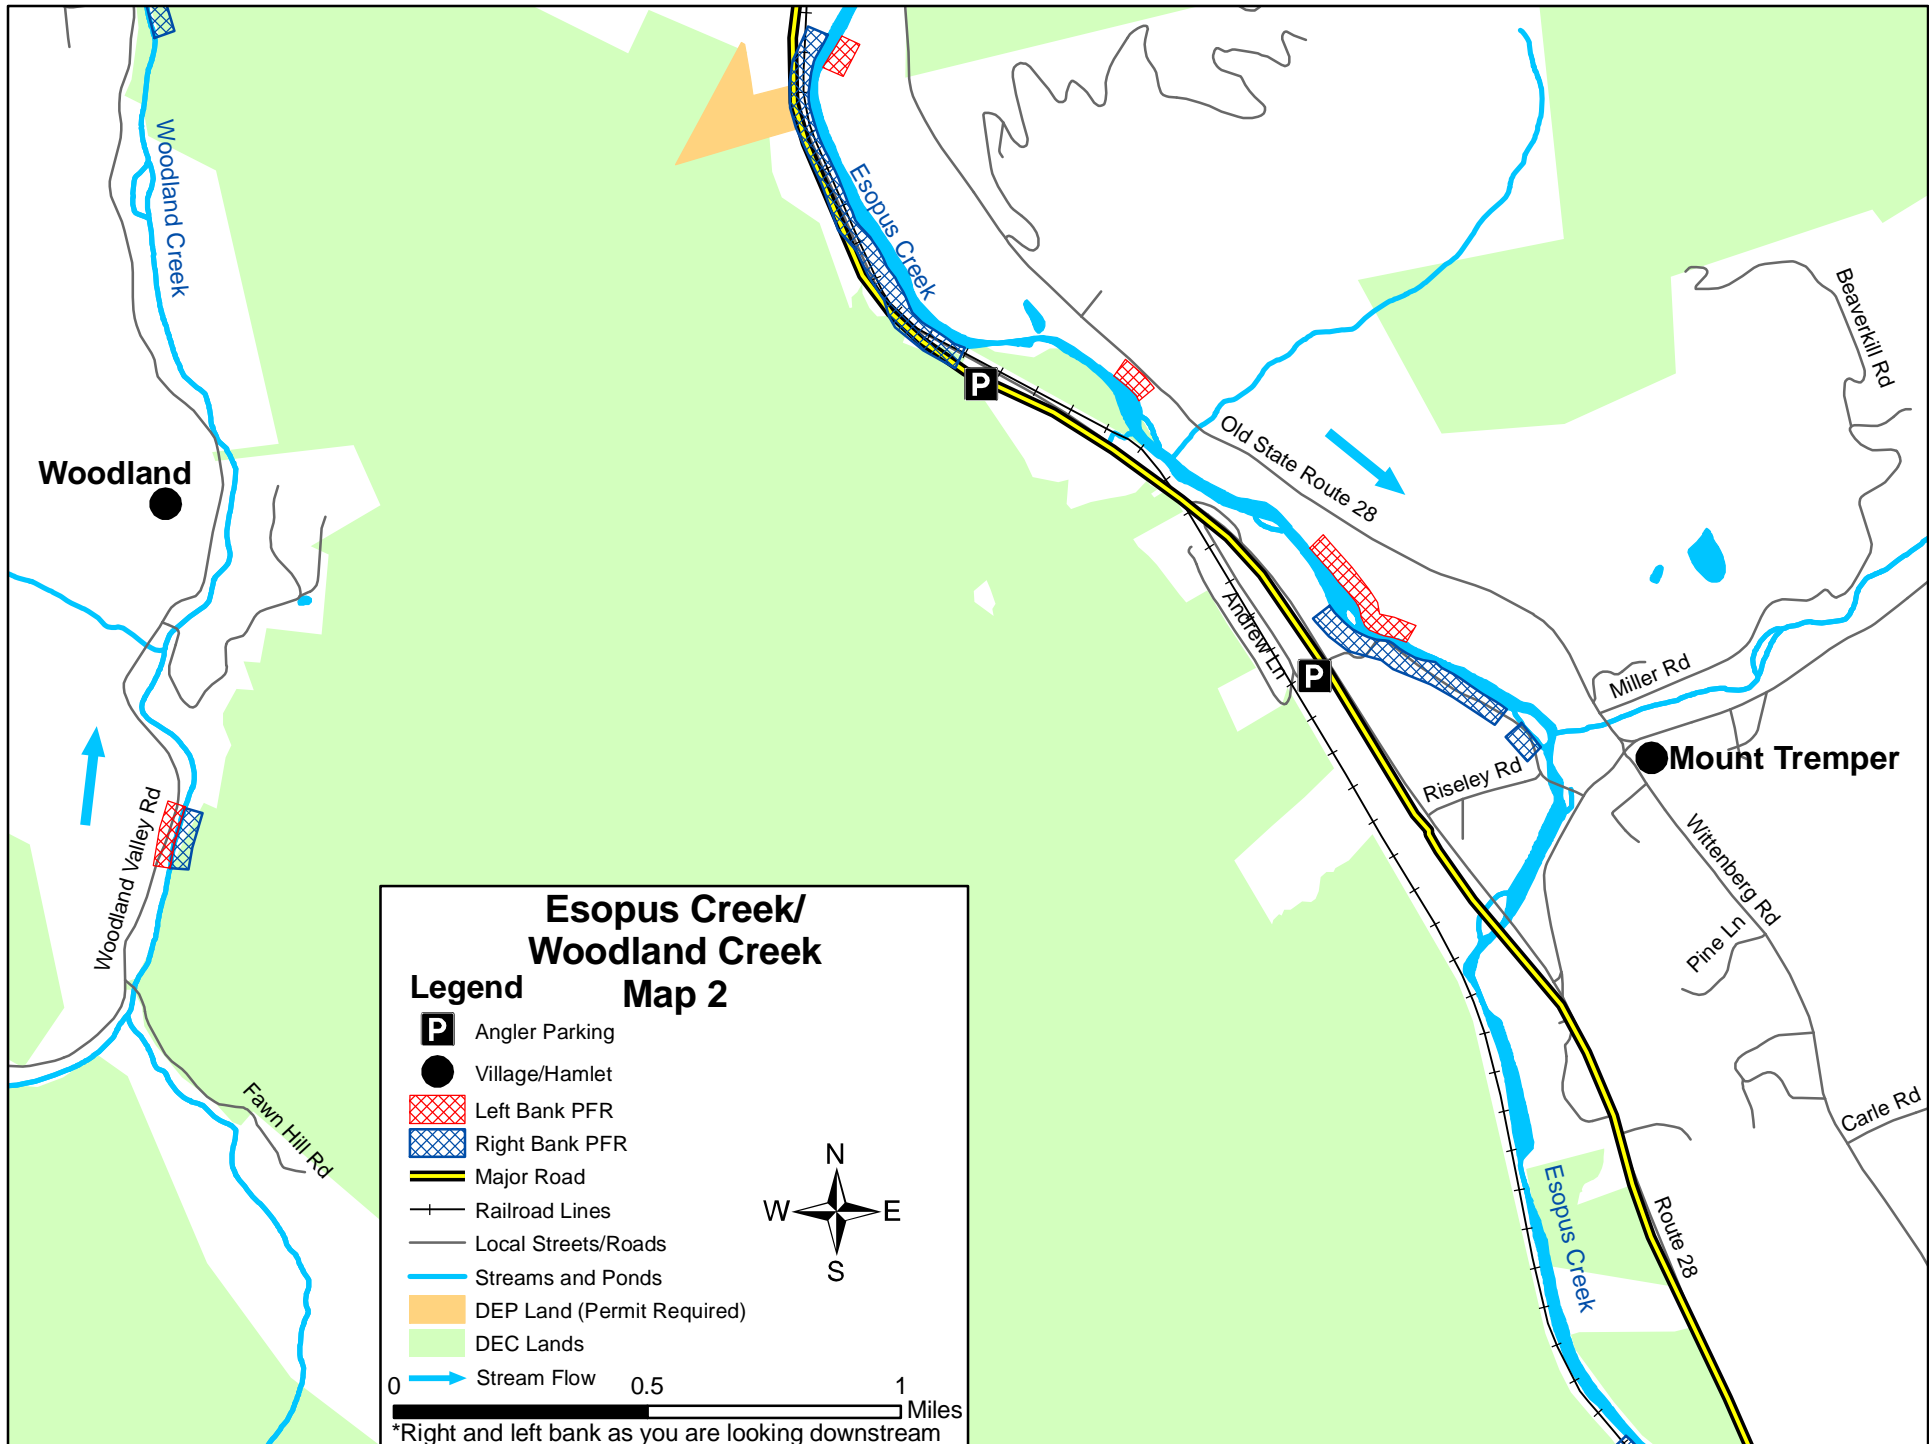 Woodland Creek
Esopus Creek
Beaverkill Rd
Old State Route 28
Woodland
Andrew Ln
P
P
Miller Rd
Mount Tremper
Riseley Rd
Woodland Valley Rd
Wittenberg Rd
Pine Ln
Carle Rd
Fawn Hill Rd
Esopus Creek
Route 28
Esopus Creek/
Woodland Creek
Map 2
Legend
P Angler Parking
Village/Hamlet
Left Bank PFR
Right Bank PFR
Major Road
Railroad Lines
Local Streets/Roads
Streams and Ponds
DEP Land (Permit Required)
DEC Lands
Stream Flow
N
W E
S
0 0.5 1
Miles
*Right and left bank as you are looking downstream